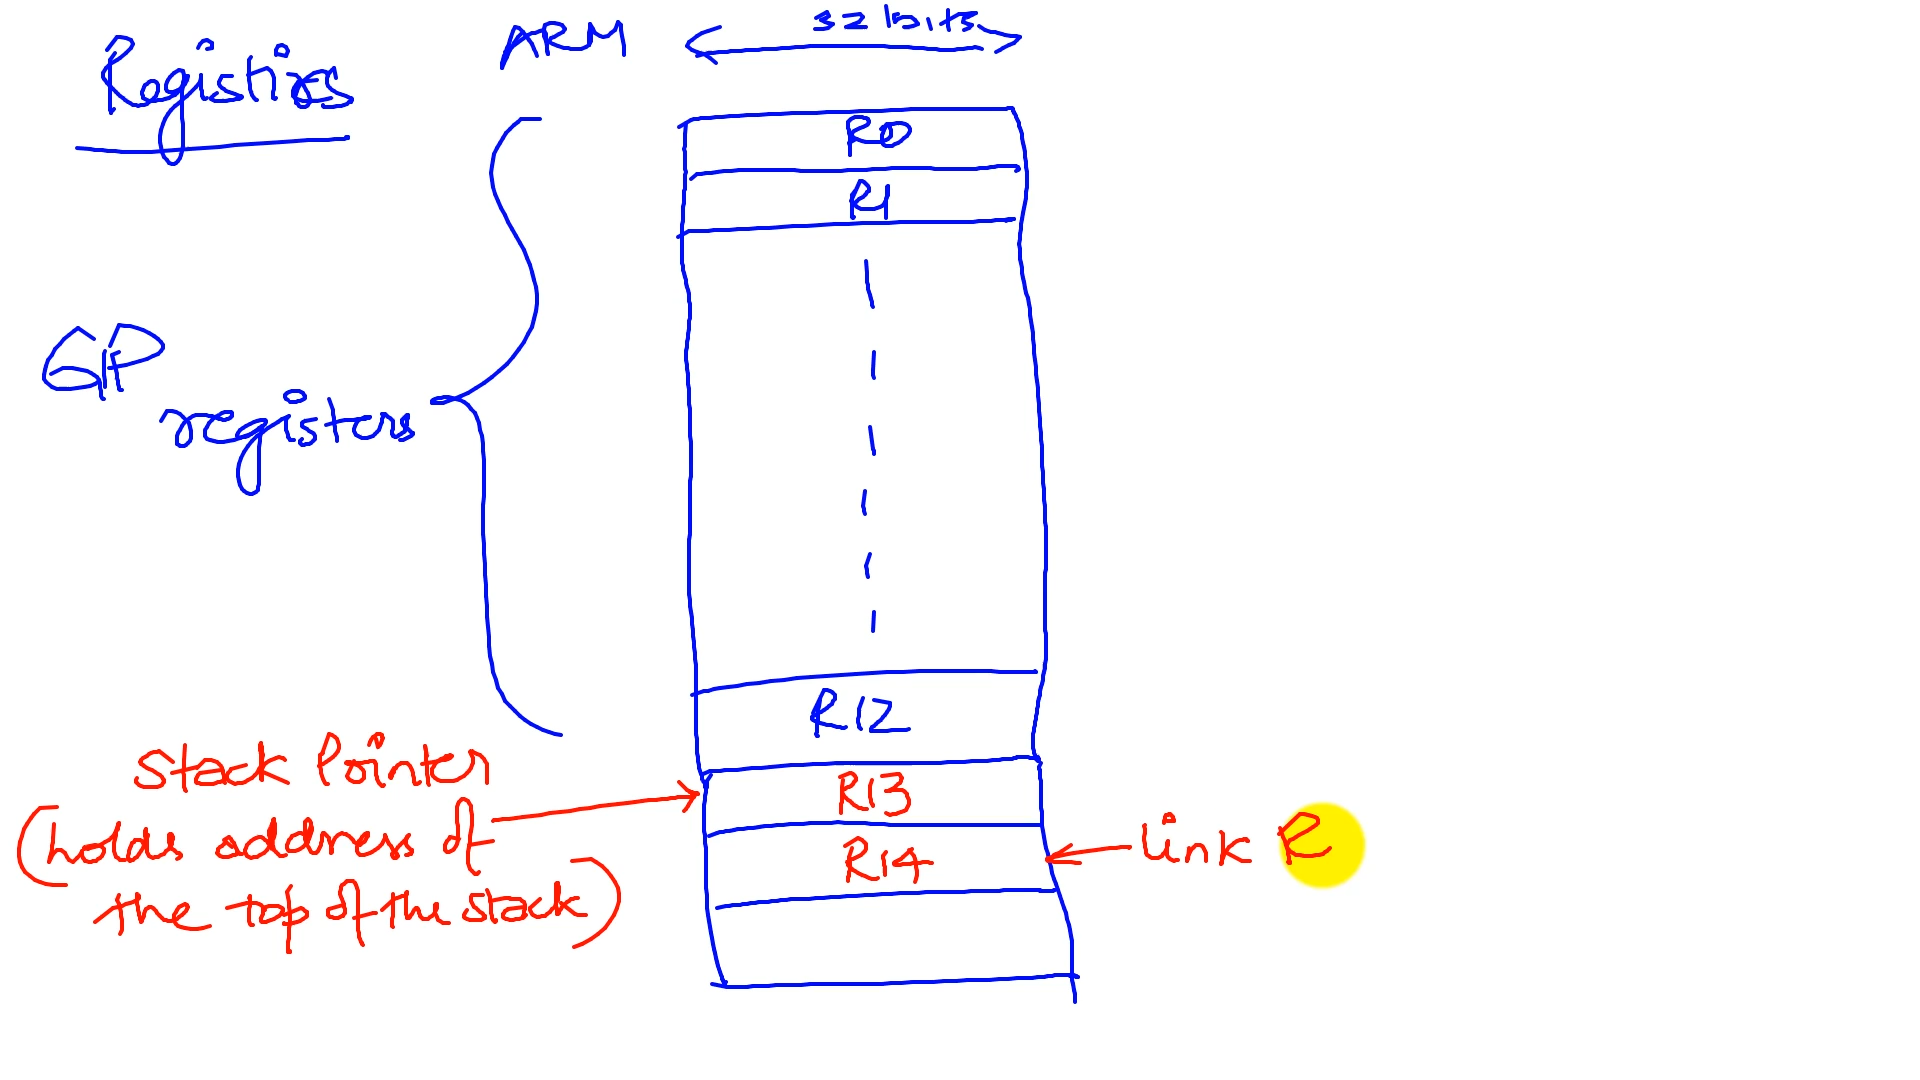 Registers
ARM
32 bits
R0
R1
GP
registers
R12
Stack Pointer
(holds address of
the top of the stack)
R13
R14
Link R